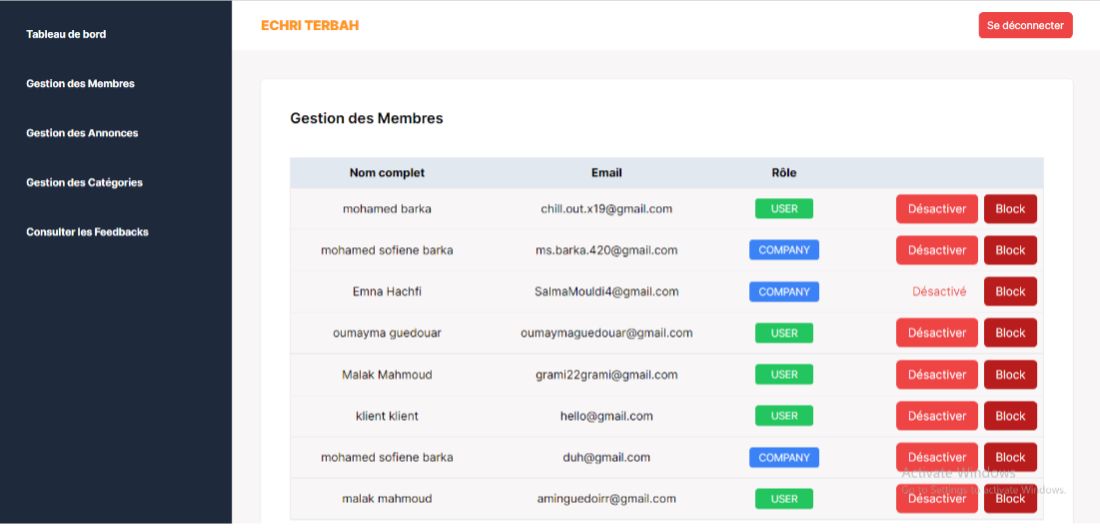 Tableau de bord
Gestion des Membres
Gestion des Annonces
Gestion des Catégories
Consulter les Feedbacks
ECHRI TERBAH
Se déconnecter
Gestion des Membres
Nom complet Email Rôle
mohamed barka chill.out.x19@gmail.com USER Désactiver Block
mohamed sofiene barka ms.barka.420@gmail.com COMPANY Désactiver Block
Emna Hachfi SalmaMouldi4@gmail.com COMPANY Désactivé Block
oumayma guedouar oumaymaguedouar@gmail.com USER Désactiver Block
Malak Mahmoud grami22grami@gmail.com USER Désactiver Block
klient klient hello@gmail.com USER Désactiver Block
mohamed sofiene barka duh@gmail.com COMPANY Désactiver Block
malak mahmoud aminguedoirr@gmail.com USER Désactiver Block
Activate Windows
Go to Settings to activate Windows.